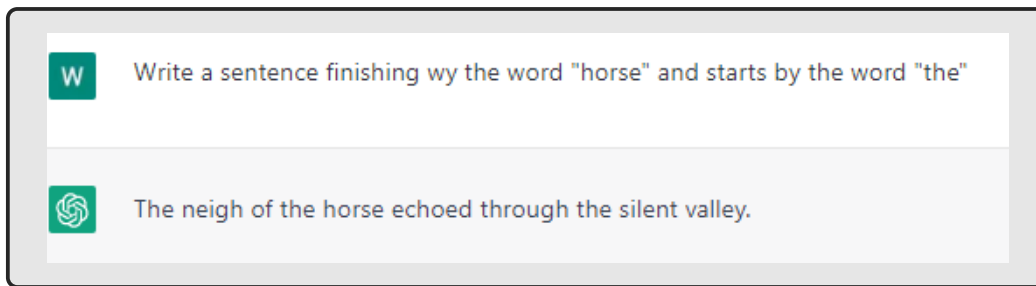 W
Write a sentence finishing wy the word "horse" and starts by the word "the"
The neigh of the horse echoed through the silent valley.